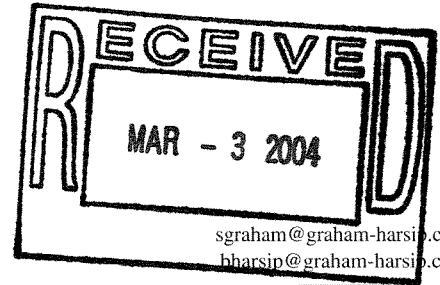 RECEIVED
MAR - 3 2004
sgraham@graham-harsip.c
bharsip@graham-harsip.c